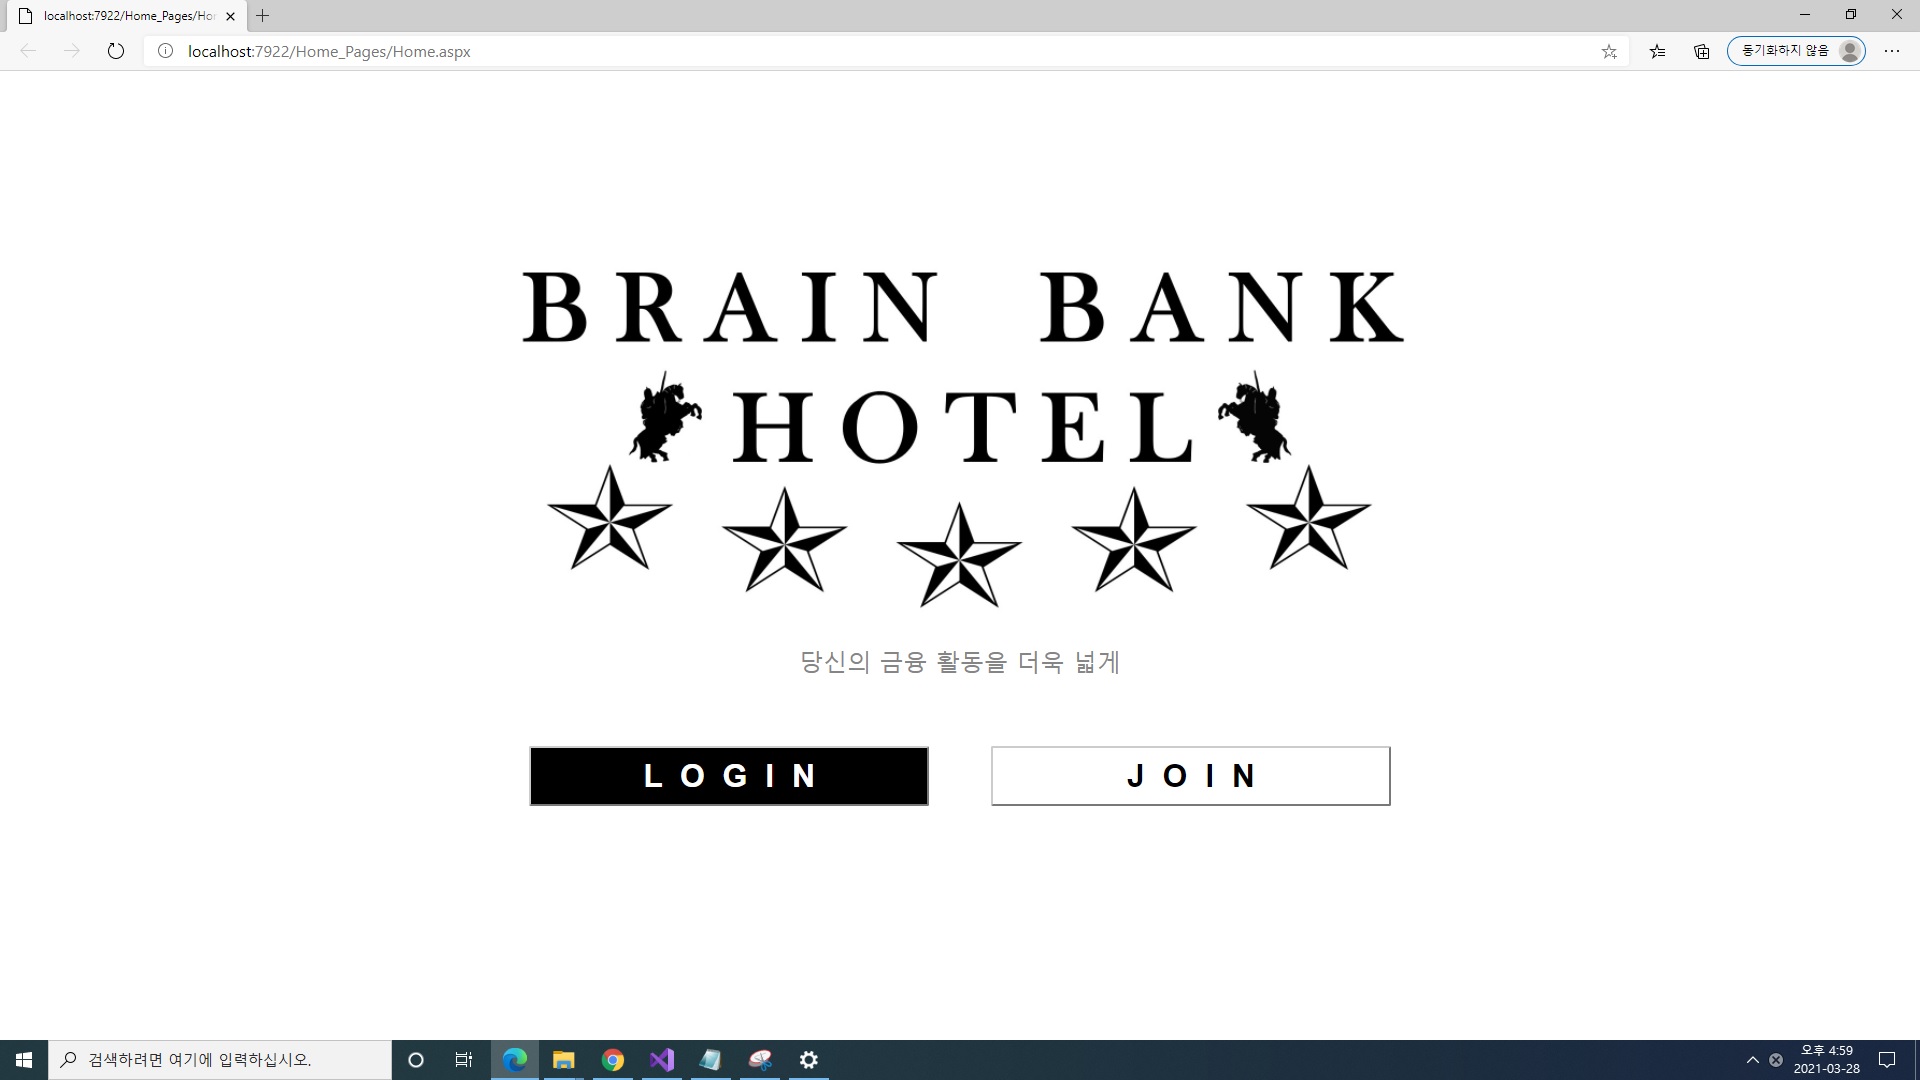 localhost:7922/Home_Pages/Ho
localhost:7922/Home_Pages/Home.aspx
동기화하지 않음
BRAIN BANK
HOTEL
당신의 금융 활동을 더욱 넓게
LOGIN
JOIN
검색하려면 여기에 입력하십시오.
오후 4:59
2021-03-28